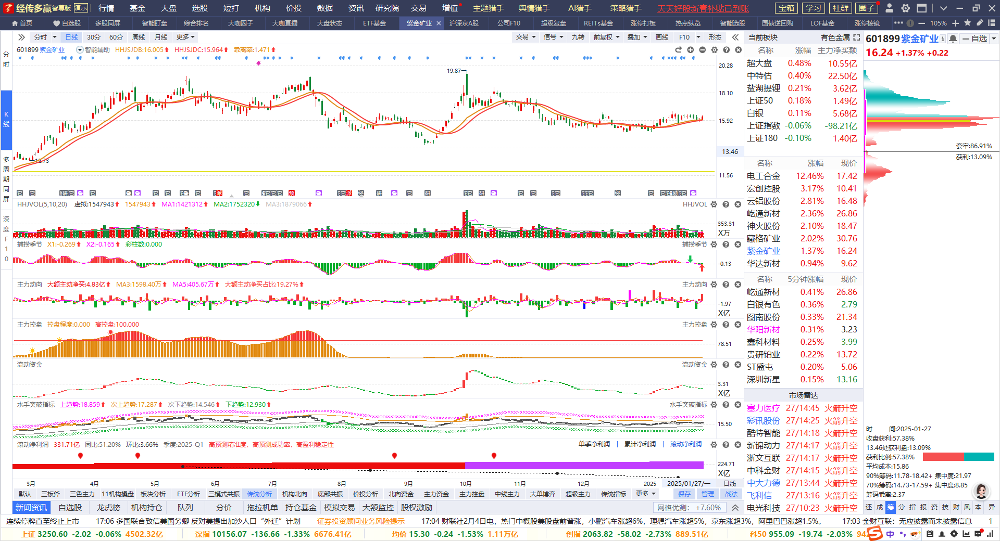 经传多赢 智尊版 演示 行情 基金 大盘 选股 短打 机构 价投 数据 资讯 研究院 交易 增值 主题猎手 舆情猎手 AI猎手 策略猎手 天天好股新春补贴已到账 宝箱 学习 社群 圈子
首页 自选股 多股同屏 智能盯盘 综合排名 大咖圈子 大咖直播 大盘状态 ETF基金 紫金矿业 沪深京A股 公司F10 超级复盘 REITs基金 涨停打板 热点纵览 智能选股 国债逆回购 LOF基金 涨停棱镜 105%
分时 日线 30分 60分 周线 月线 更多 交易 信号 九转 前复权 叠加 画线 F10 形态
分时
K线
多周期同屏
深度F10
601899 紫金矿业 智能辅助 HHJSJDB:16.005 HHJSJDC:15.964 乖离率:1.471
20.28
19.87
18.10
15.92
13.46
12.73
11.56
HHJVOL(5,10,20) 虚拟:1547943 1547943 MA1:1421312 MA2:1752320 MA3:1879066 HHJVOL
353.31
X万
捕捞季节 X1:-0.269 X2:-0.165 彩柱数:0.000 捕捞季节
-0.13
主力动向 大额主动净买:4.83亿 MA3:1598.40万 MA5:405.67万 大额主动净买占比:19.27% 主力动向
-1.97
X亿
主力控盘 控盘程度:0.000 高控盘:100.000 主力控盘
78.51
流动资金 流动资金
3.31
X亿
水手突破指标 上趋势:18.859 次上趋势:17.287 次下趋势:14.546 下趋势:12.930 水手突破指标
15.50
滚动净利润 331.71亿 同比:51.20% 环比:3.66% 季度:2025-Q1 高预测精准度，高预测成功率，高盈利稳定性 单季净利润 | 累计净利润 | 滚动净利润
224.71
X亿
3月 4月 5月 6月 7月 8月 9月 10月 11月 12月 2025 2025/01/27/一 日线
默认 三板斧 三色主力 11机构操盘 板块分析 ETF分析 三模式共振 传统分析 机构北向 底部共振 价投分析 北向资金 主力资金 主力控盘 中线主力 大单博弈 超级主力 传统指标 更多 保存 管理 战法
新闻资讯 自选股 龙虎榜 机构持仓 队列 分价 拖拉机单 持仓基金 模拟交易 大额监控 股权激励 网格优测: +7.60%
当前板块 有色金属
名称 涨幅 主力净买额
超大盘 0.48% 10.55亿
中特估 0.40% 22.50亿
盐湖提锂 0.21% 3.62亿
上证50 0.18% 1.49亿
白银 0.11% 5.68亿
上证指数 -0.06% -98.21亿
上证180 -0.10% 1.40亿
名称 涨幅 现价
电工合金 12.46% 17.42
宏创控股 3.17% 10.41
云铝股份 2.81% 16.48
屹通新材 2.36% 26.86
神火股份 2.10% 18.47
藏格矿业 2.02% 30.76
紫金矿业 1.37% 16.24
华达新材 0.94% 9.62
名称 5分钟涨幅 现价
屹通新材 0.41% 26.86
白银有色 0.36% 2.79
图南股份 0.33% 21.34
华阳新材 0.31% 3.23
鑫科材料 0.25% 3.99
贵研铂业 0.22% 13.72
ST盛屯 0.20% 5.06
深圳新星 0.15% 13.16
市场雷达
塞力医疗 27/14:45 火箭升空
彩讯股份 27/14:25 火箭升空
酷特智能 27/14:18 火箭升空
新锦动力 27/14:17 火箭升空
浙文互联 27/14:17 火箭升空
中科金财 27/14:15 火箭升空
中大力德 27/13:44 火箭升空
飞利信 27/13:16 火箭升空
电光科技 27/10:23 火箭升空
601899 紫金矿业 自选
16.24 +1.37% +0.22
套牢:86.91%
获利:13.09%
时 间:2025-01-27
收盘获利:57.38%
13.46处获利盘:13.09%
获利比例:57.38%
平均成本:15.86
90%筹码:11.78-18.42+ 集中度:21.97
70%筹码:14.73-17.59+ 集中度:8.85
筹码乖离:2.37
还 成 筹 分 指 报 资 技 财 风 本 异
连续停牌直至终止上市 17:06 多国联合致信美国务卿 反对美提出加沙人口“外迁”计划 证券投资顾问业务风险提示 17:04 财联社2月4日电，热门中概股美股盘前普涨，小鹏汽车涨超6%，理想汽车涨超5%，京东涨超3%，阿里巴巴涨超1.5%。 17:03 金财互联：无应披露而未披露信息
上证 3250.60 -2.02 -0.06% 4502.32亿 深指 10156.07 -136.66 -1.33% 6676.41亿 均价 15.30 -0.24 -1.53% 1.11万亿 创指 2063.82 -58.02 -2.73% 889.51亿 科50 955.09 -19.74 -2.03% 中